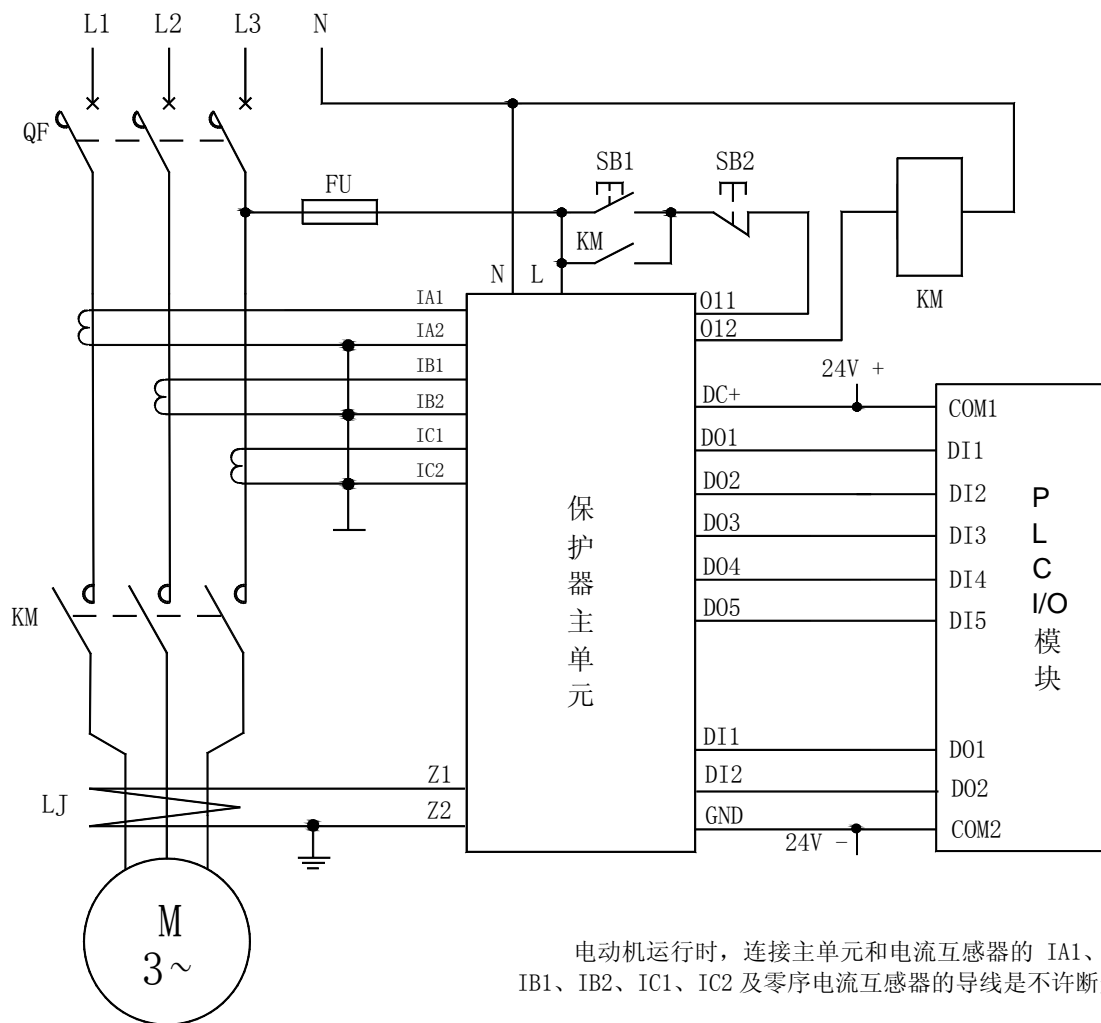 L1 L2 L3 N
QF
SB1 SB2
FU
KM
N L
KM
IA1
IA2
IB1
IB2
IC1
IC2
O11
O12
24V +
DC+
DO1
DO2
DO3
DO4
DO5
DI1
DI2
GND
24V -
COM1
DI1
DI2
DI3
DI4
DI5
DO1
DO2
COM2
保护器主单元
PLC I/O 模块
KM
LJ
Z1
Z2
M
3~
电动机运行时，连接主单元和电流互感器的 IA1、
IB1、IB2、IC1、IC2 及零序电流互感器的导线是不许断